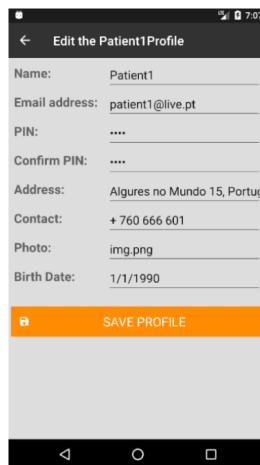 7:07
Edit the Patient1Profile
Name: Patient1
Email address: patient1@live.pt
PIN: ••••
Confirm PIN: ••••
Address: Algures no Mundo 15, Portug
Contact: + 760 666 601
Photo: img.png
Birth Date: 1/1/1990
SAVE PROFILE